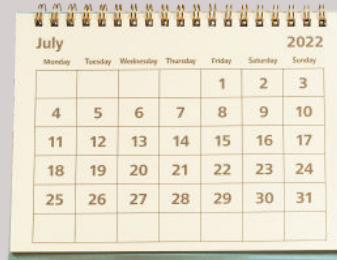 July 2022
Monday Tuesday Wednesday Thursday Friday Saturday Sunday
1 2 3
4 5 6 7 8 9 10
11 12 13 14 15 16 17
18 19 20 21 22 23 24
25 26 27 28 29 30 31